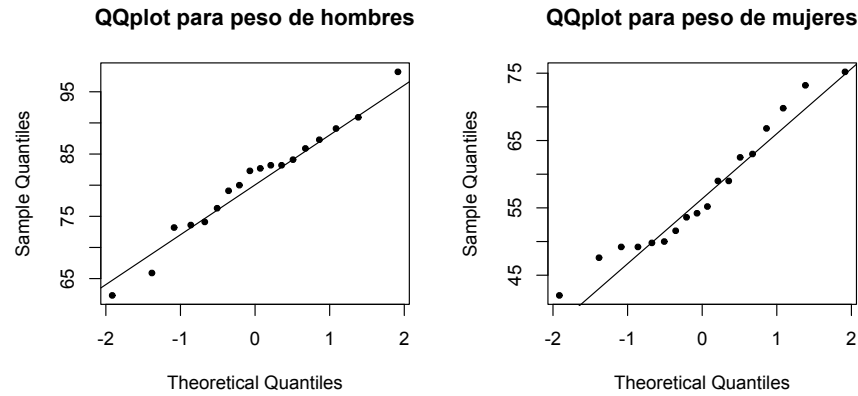 QQplot para peso de hombres
Sample Quantiles
95
85
75
65
-2 -1 0 1 2
Theoretical Quantiles
QQplot para peso de mujeres
Sample Quantiles
75
65
55
45
-2 -1 0 1 2
Theoretical Quantiles